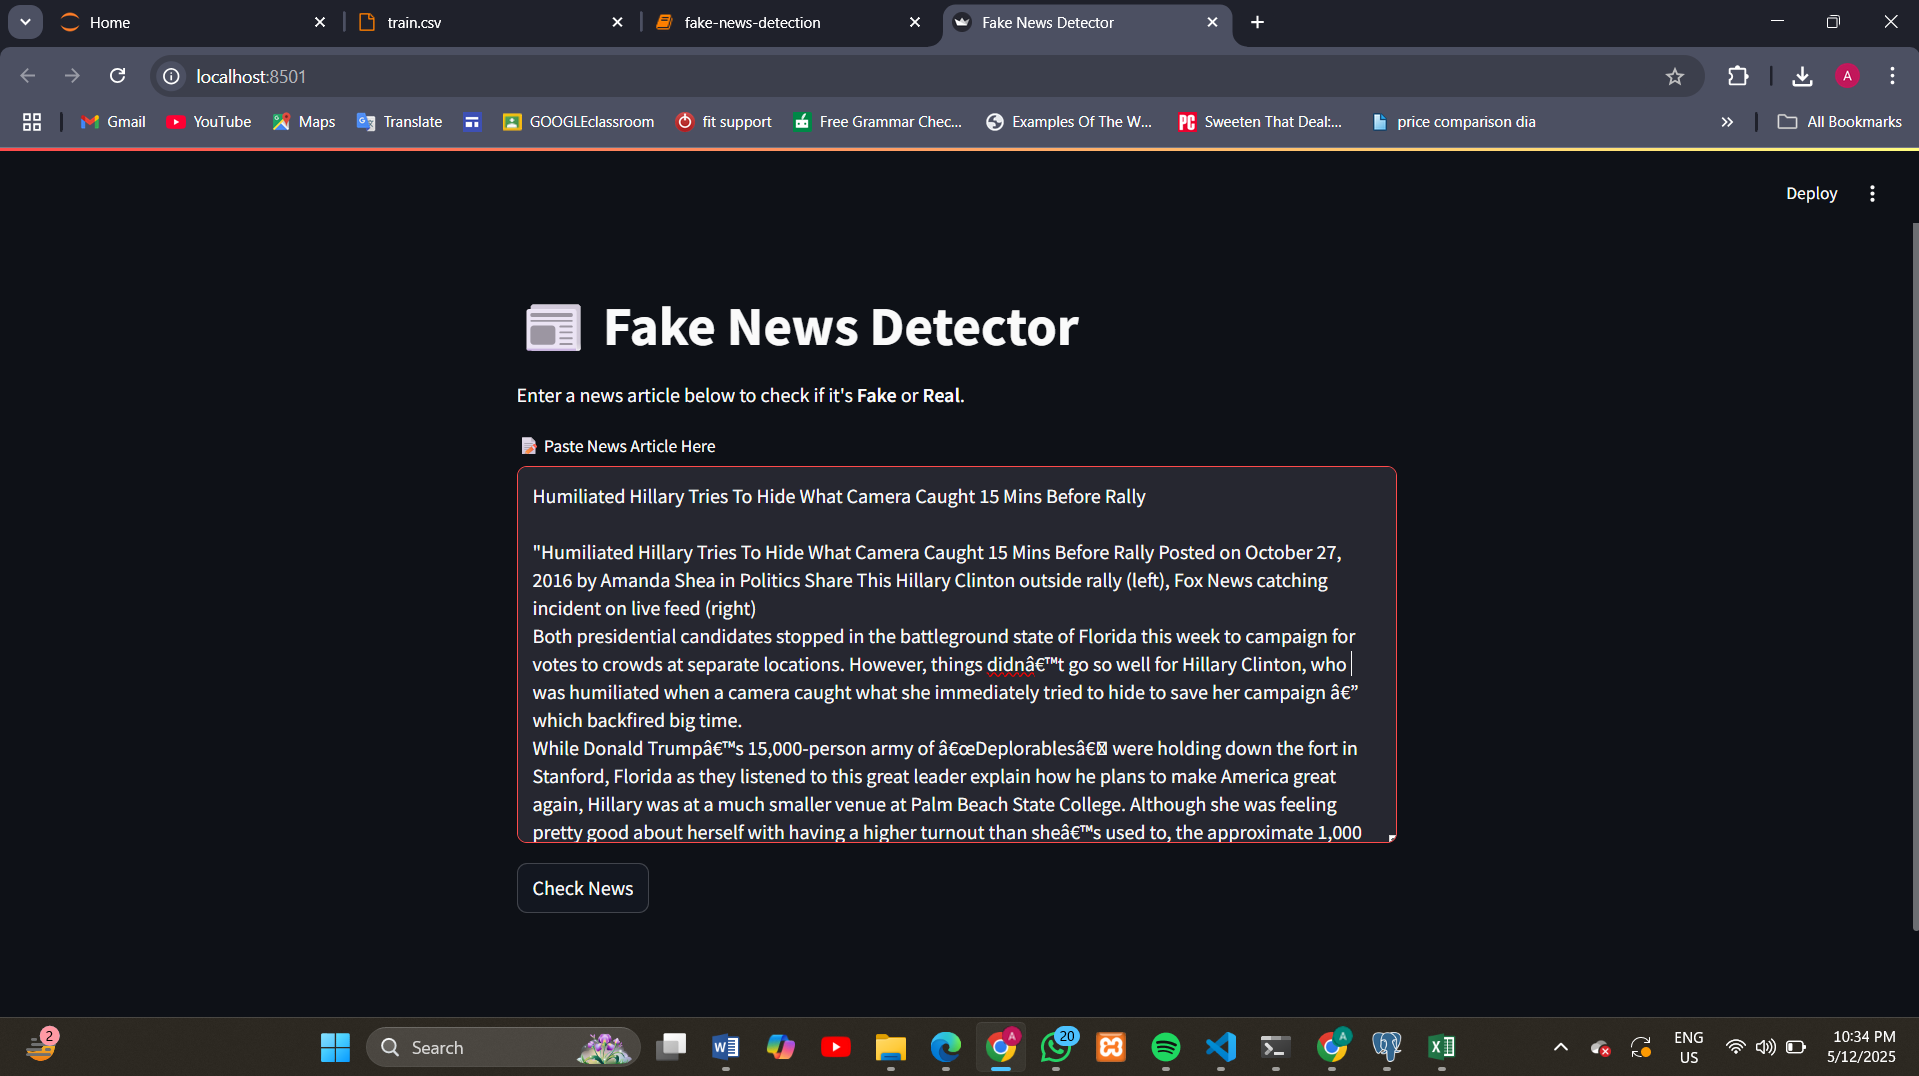 Home
train.csv
fake-news-detection
Fake News Detector
localhost:8501
A
Gmail
YouTube
Maps
Translate
GOOGLEclassroom
fit support
Free Grammar Chec...
Examples Of The W...
PC
Sweeten That Deal:...
price comparison dia
All Bookmarks
Deploy
Fake News Detector
Enter a news article below to check if it's Fake or Real.
Paste News Article Here
Humiliated Hillary Tries To Hide What Camera Caught 15 Mins Before Rally
"Humiliated Hillary Tries To Hide What Camera Caught 15 Mins Before Rally Posted on October 27,
2016 by Amanda Shea in Politics Share This Hillary Clinton outside rally (left), Fox News catching
incident on live feed (right)
Both presidential candidates stopped in the battleground state of Florida this week to campaign for
votes to crowds at separate locations. However, things didnâ€™t go so well for Hillary Clinton, who
was humiliated when a camera caught what she immediately tried to hide to save her campaign â€”
which backfired big time.
While Donald Trumpâ€™s 15,000-person army of â€œDeplorablesâ€ were holding down the fort in
Stanford, Florida as they listened to this great leader explain how he plans to make America great
again, Hillary was at a much smaller venue at Palm Beach State College. Although she was feeling
pretty good about herself with having a higher turnout than sheâ€™s used to, the approximate 1,000
Check News
2
Search
A
20
A
ENG
US
10:34 PM
5/12/2025